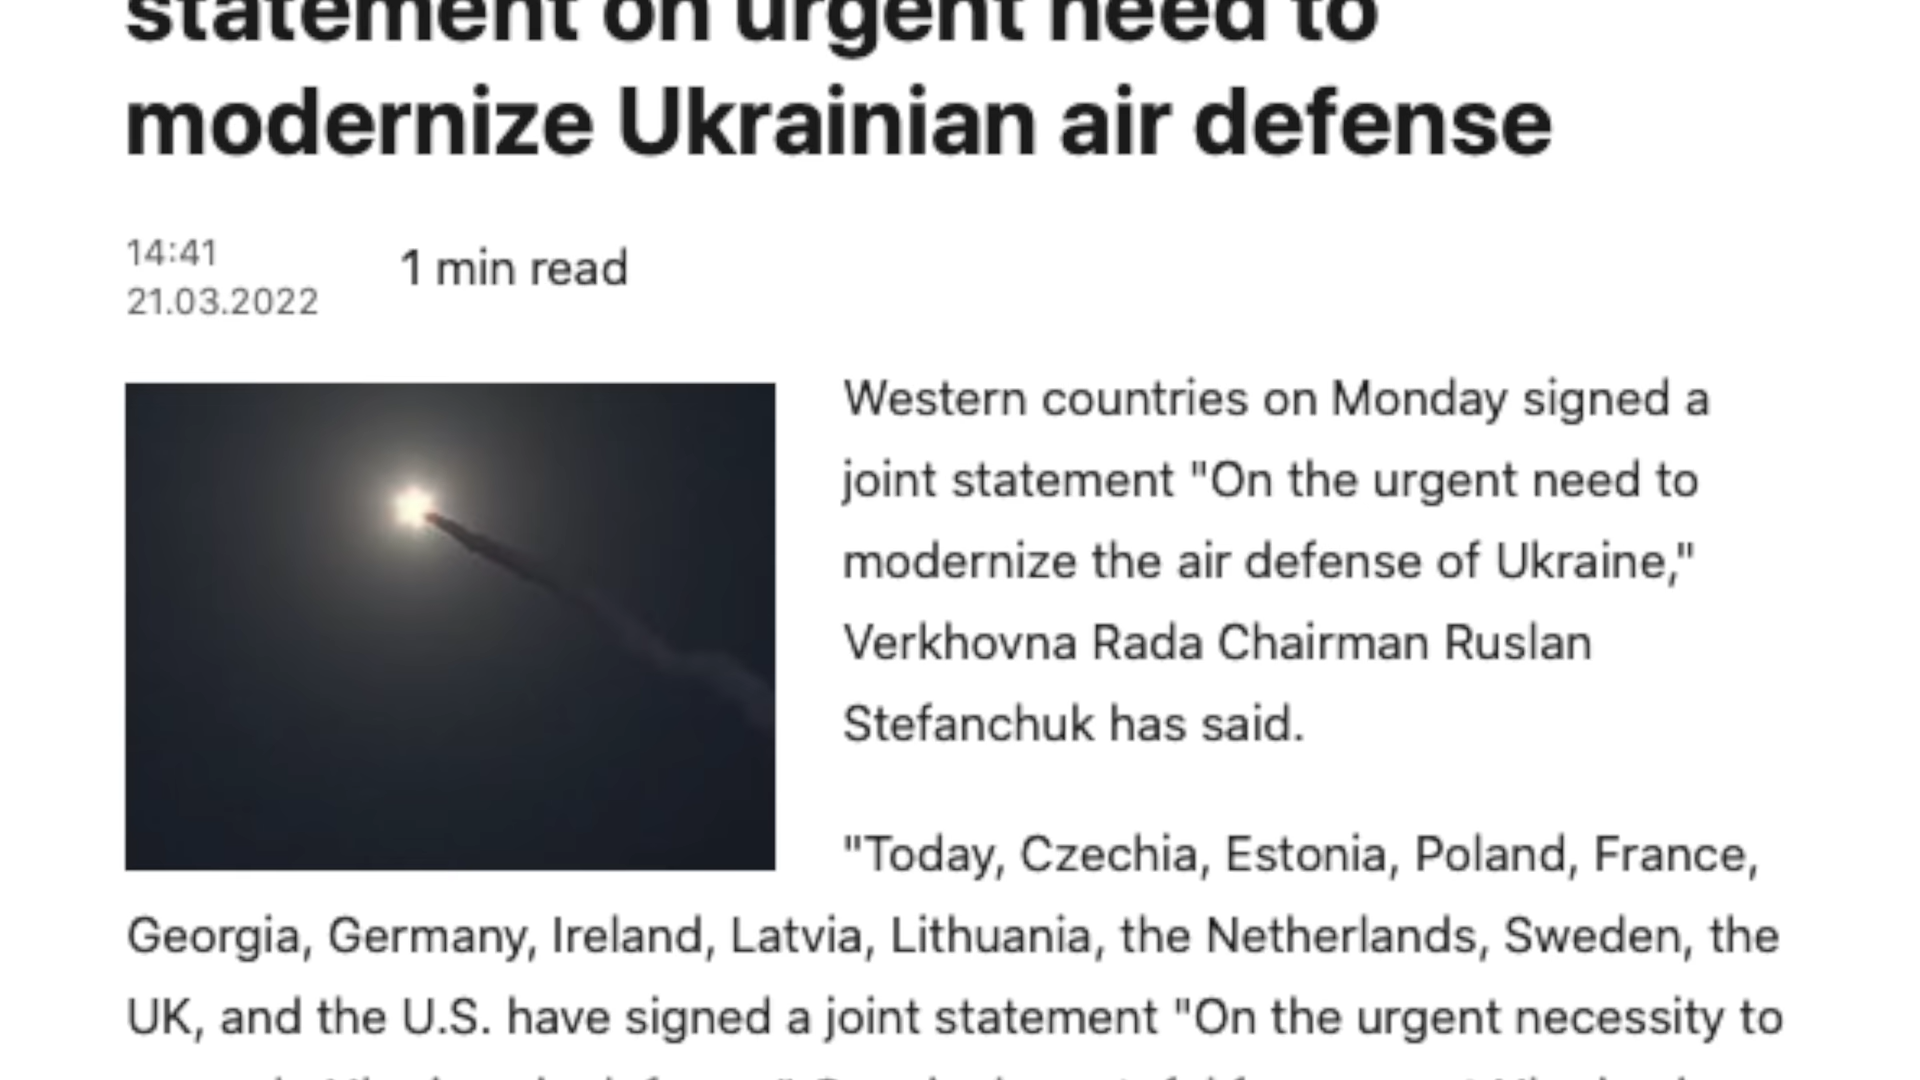 statement on urgent need to
modernize Ukrainian air defense
14:41
21.03.2022
1 min read
Western countries on Monday signed a
joint statement "On the urgent need to
modernize the air defense of Ukraine,"
Verkhovna Rada Chairman Ruslan
Stefanchuk has said.
"Today, Czechia, Estonia, Poland, France,
Georgia, Germany, Ireland, Latvia, Lithuania, the Netherlands, Sweden, the
UK, and the U.S. have signed a joint statement "On the urgent necessity to